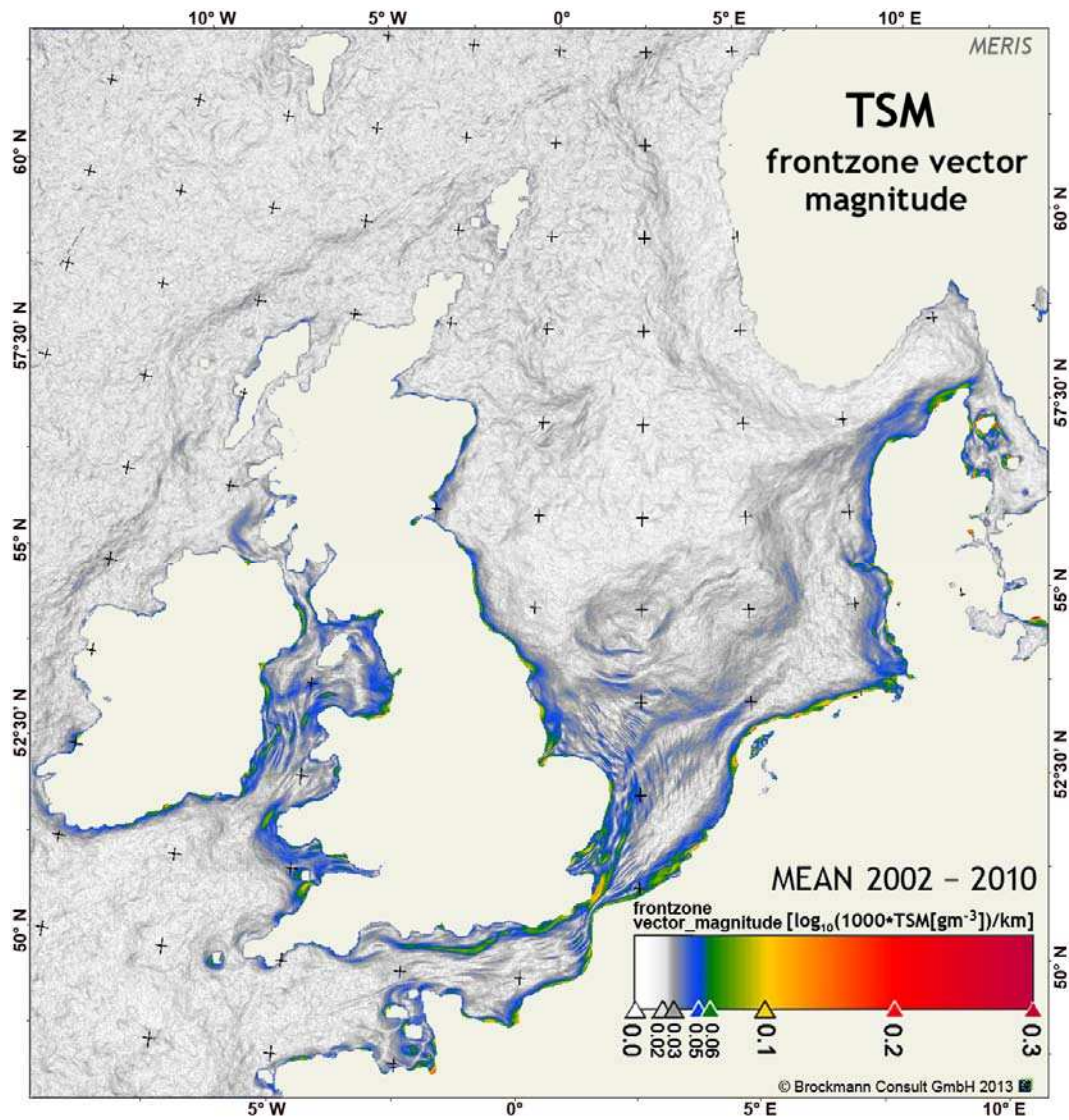 10° W 5° W 0° 5° E 10° E
MERIS
TSM
frontzone vector
magnitude
60° N
60° N
57°30' N
57°30' N
55° N
55° N
52°30' N
52°30' N
50° N
50° N
MEAN 2002 – 2010
frontzone
vector_magnitude [log₁₀(1000*TSM[gm⁻³])/km]
0.0 0.02 0.03 0.05 0.06 0.1 0.2 0.3
© Brockmann Consult GmbH 2013
5° W 0° 5° E 10° E